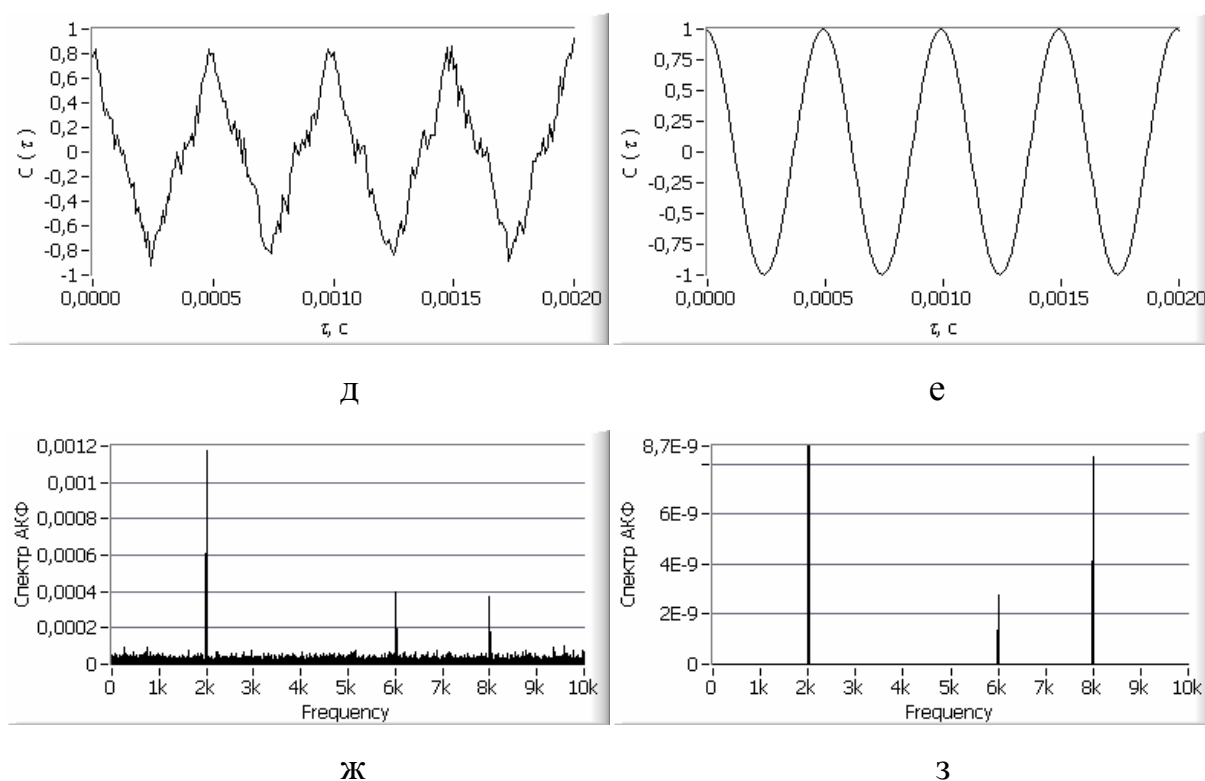 1
0,8
0,6
0,4
0,2
0
-0,2
-0,4
-0,6
-0,8
-1
C ( τ )
0,0000 0,0005 0,0010 0,0015 0,0020
τ, c
д
1
0,75
0,5
0,25
0
-0,25
-0,5
-0,75
-1
C ( τ )
0,0000 0,0005 0,0010 0,0015 0,0020
τ, c
е
0,0012
0,001
0,0008
0,0006
0,0004
0,0002
0
Спектр АКФ
0 1k 2k 3k 4k 5k 6k 7k 8k 9k 10k
Frequency
ж
8,7E-9
6E-9
4E-9
2E-9
0
Спектр АКФ
0 1k 2k 3k 4k 5k 6k 7k 8k 9k 10k
Frequency
з